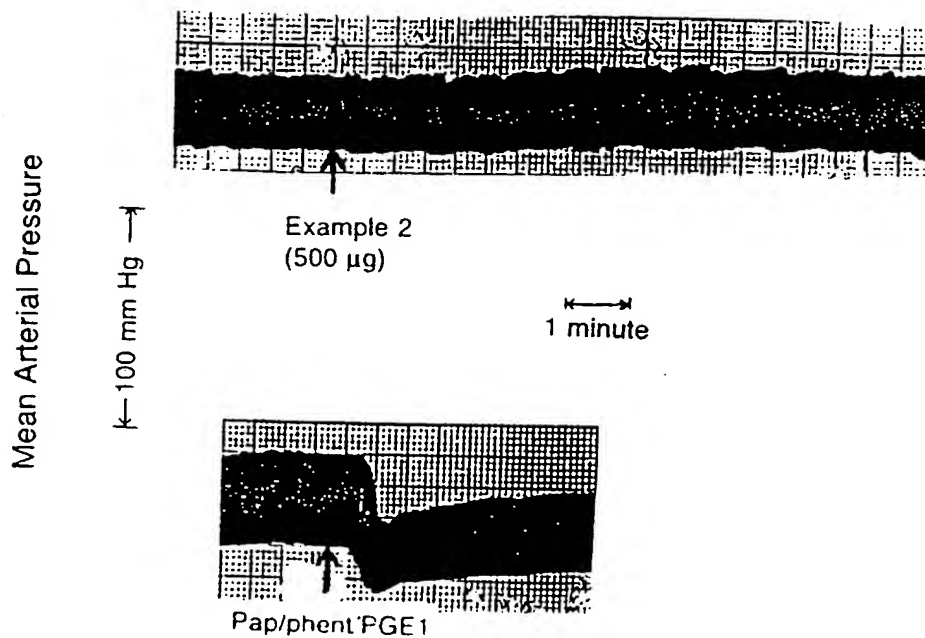 Mean Arterial Pressure
100 mm Hg
Example 2
(500 µg)
1 minute
Pap/phent PGE1